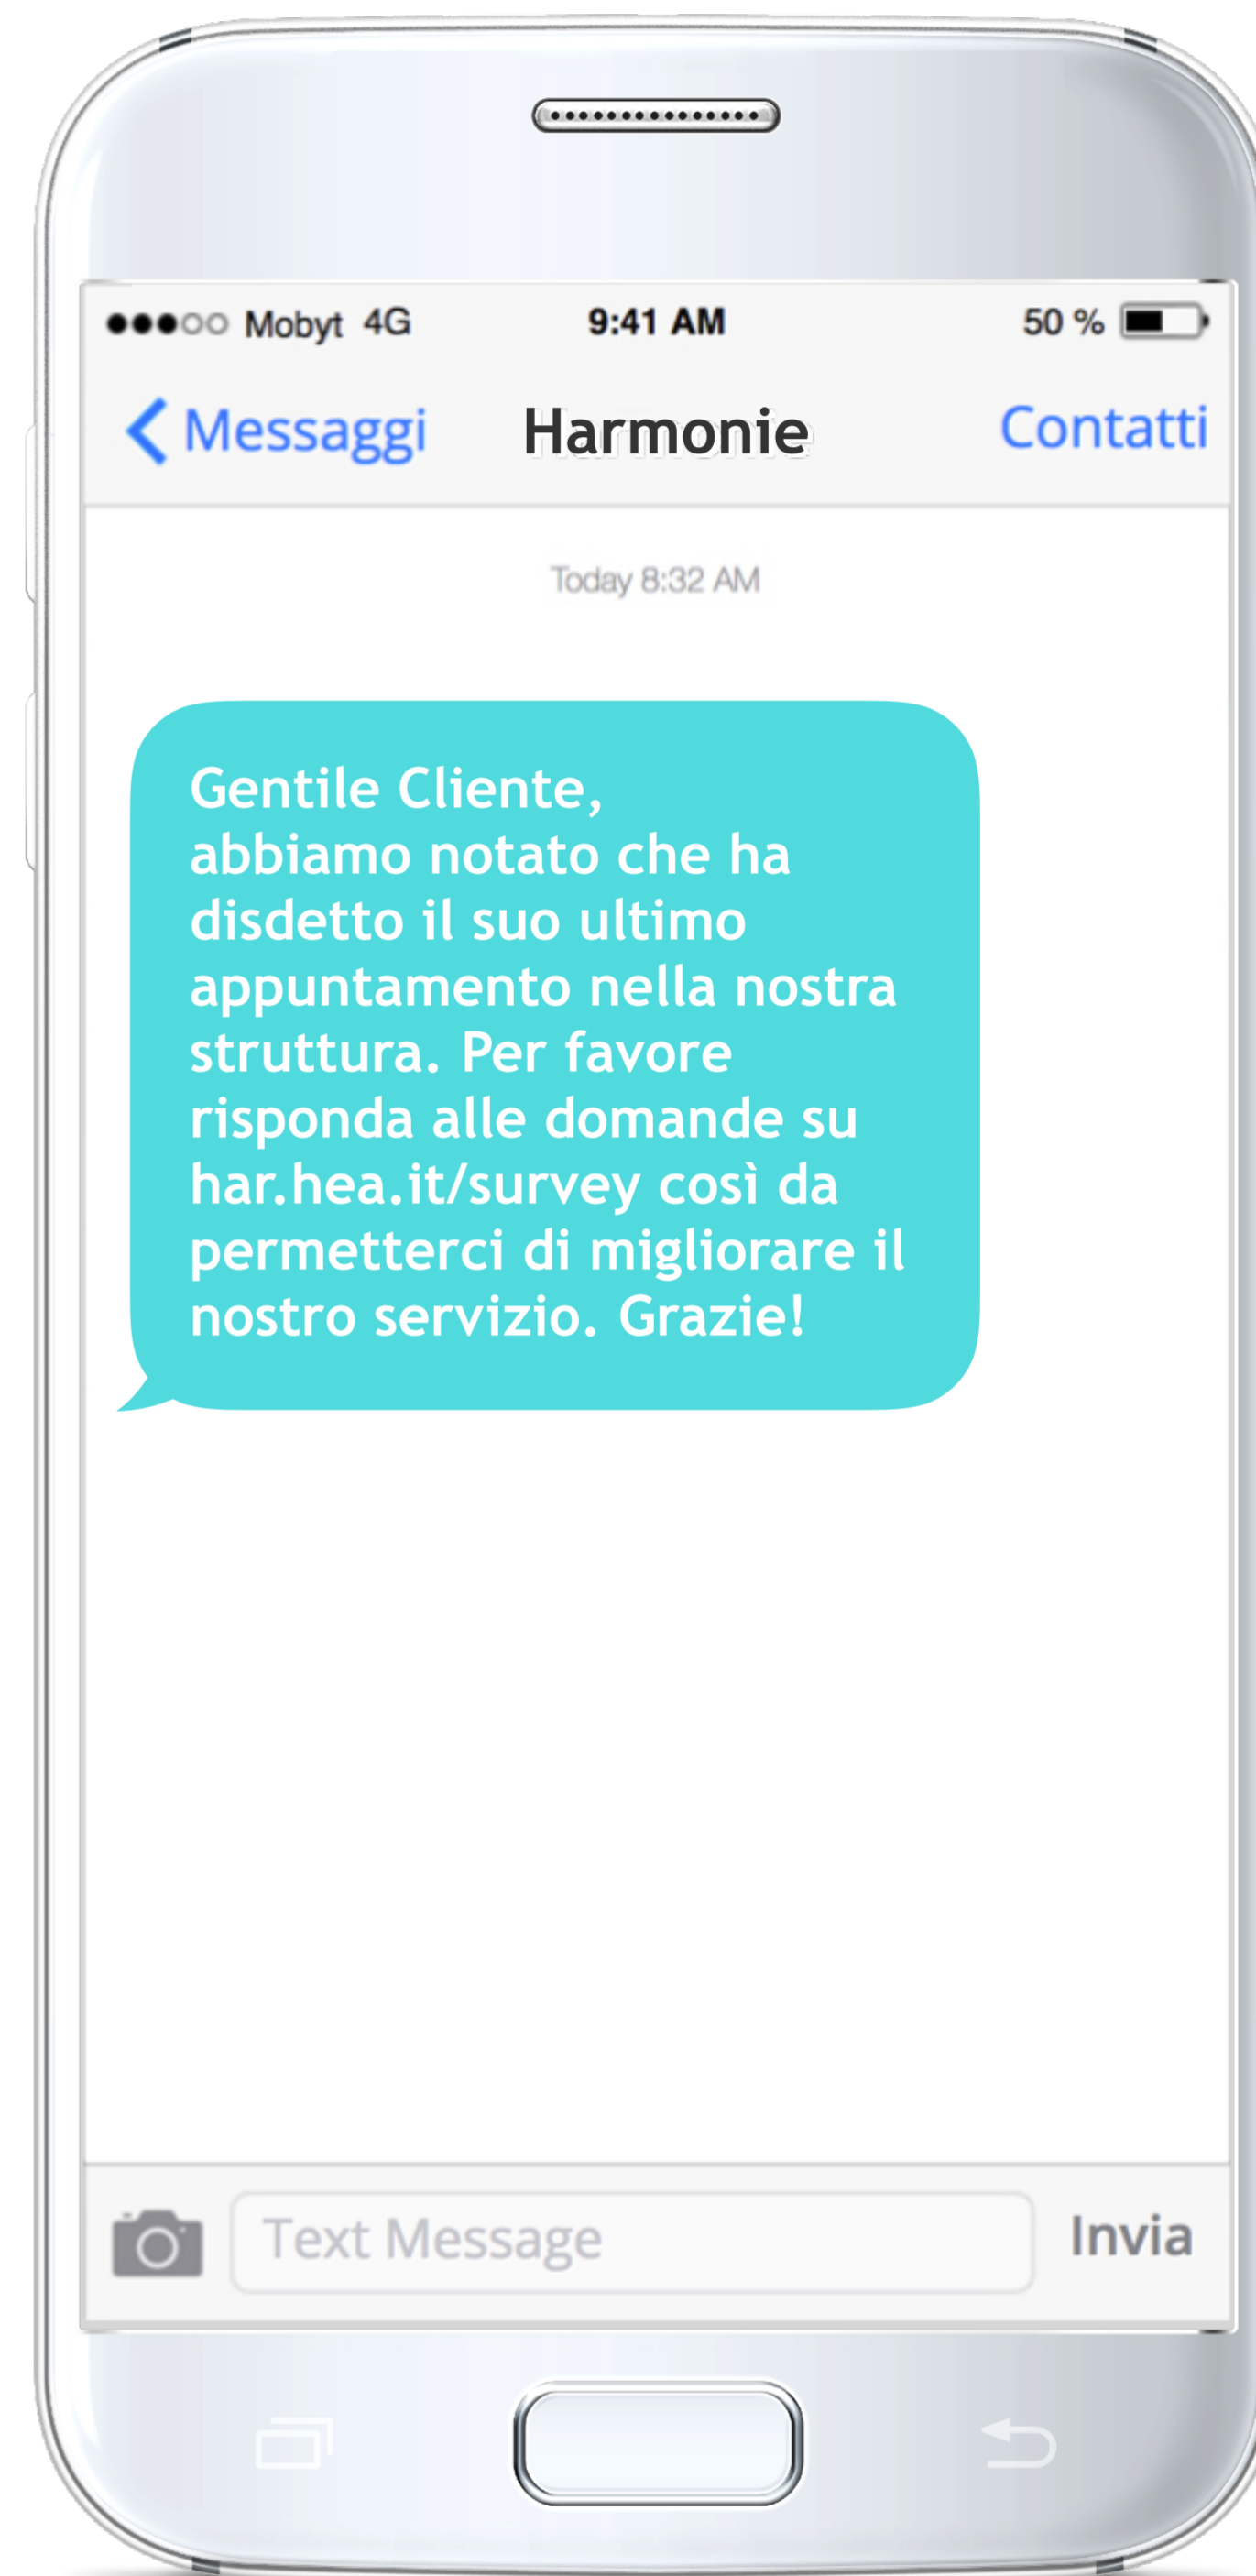 Mobyt 4G 9:41 AM 50 %
Messaggi Harmonie Contatti
Today 8:32 AM
Gentile Cliente,
abbiamo notato che ha
disdetto il suo ultimo
appuntamento nella nostra
struttura. Per favore
risponda alle domande su
har.hea.it/survey così da
permetterci di migliorare il
nostro servizio. Grazie!
Text Message Invia